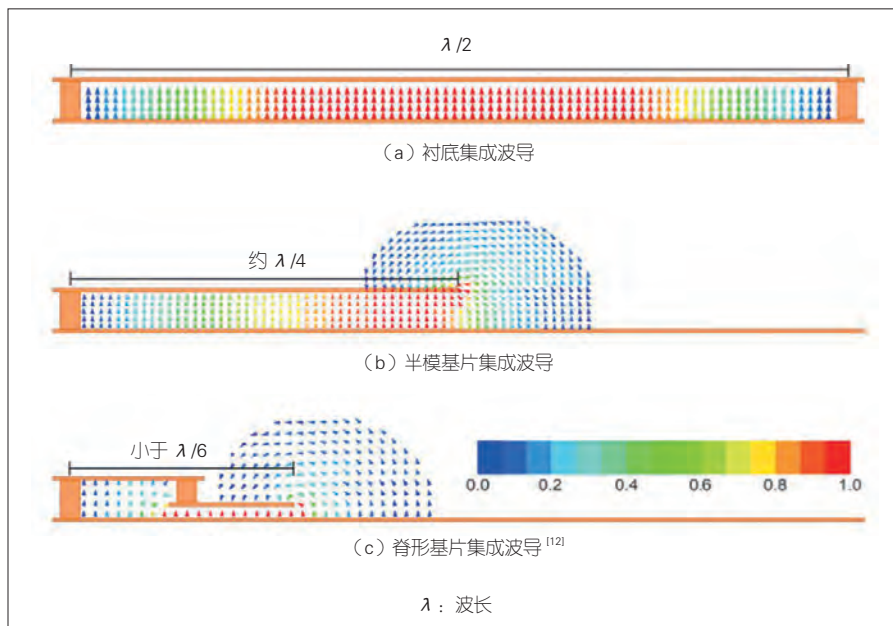 λ/2
（a）衬底集成波导
约 λ/4
（b）半模基片集成波导
小于 λ/6
0.0 0.2 0.4 0.6 0.8 1.0
（c）脊形基片集成波导[12]
λ：波长